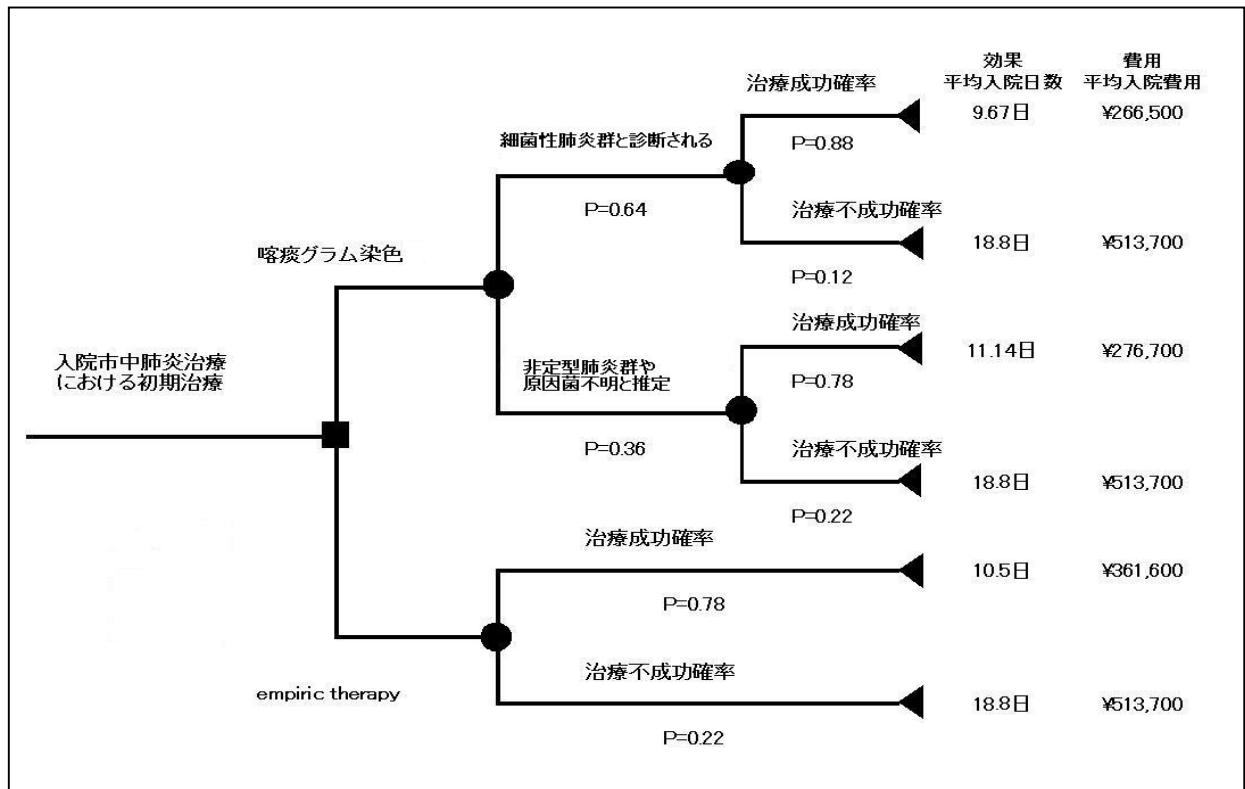 効果
平均入院日数
費用
平均入院費用
治療成功確率
9.67日
¥266,500
P=0.88
細菌性肺炎群と診断される
P=0.64
治療不成功確率
18.8日
¥513,700
P=0.12
喀痰グラム染色
治療成功確率
11.14日
¥276,700
P=0.78
入院市中肺炎治療
における初期治療
非定型肺炎群や
原因菌不明と推定
P=0.36
治療不成功確率
18.8日
¥513,700
P=0.22
治療成功確率
10.5日
¥361,600
P=0.78
empiric therapy
治療不成功確率
18.8日
¥513,700
P=0.22